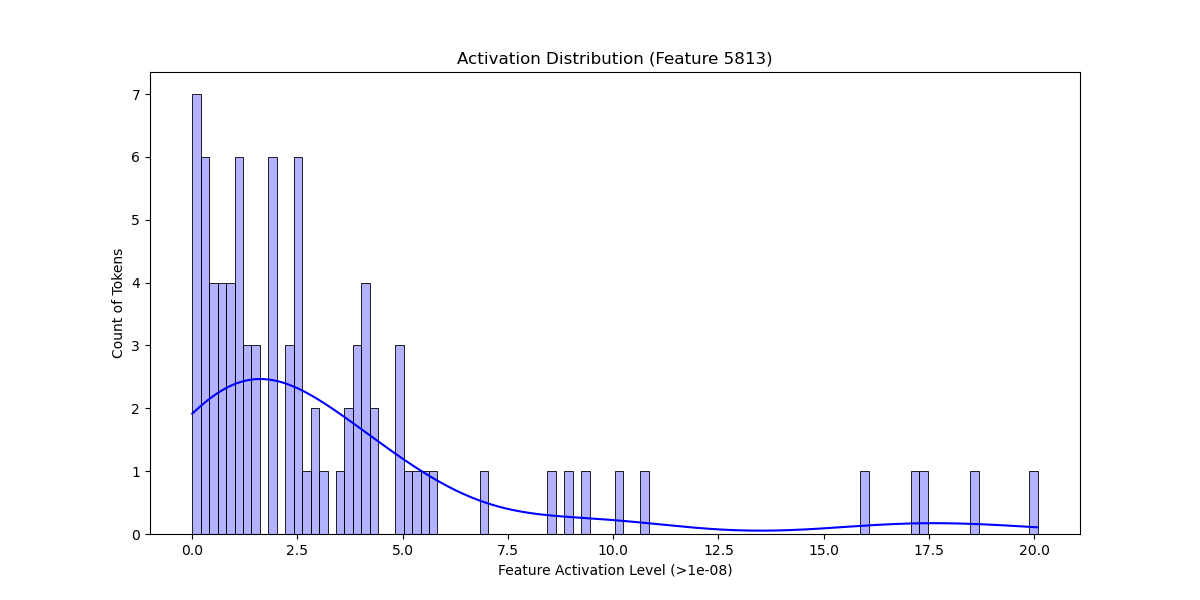 Activation Distribution (Feature 5813)
Count of Tokens
7
6
5
4
3
2
1
0
0.0 2.5 5.0 7.5 10.0 12.5 15.0 17.5 20.0
Feature Activation Level (>1e-08)